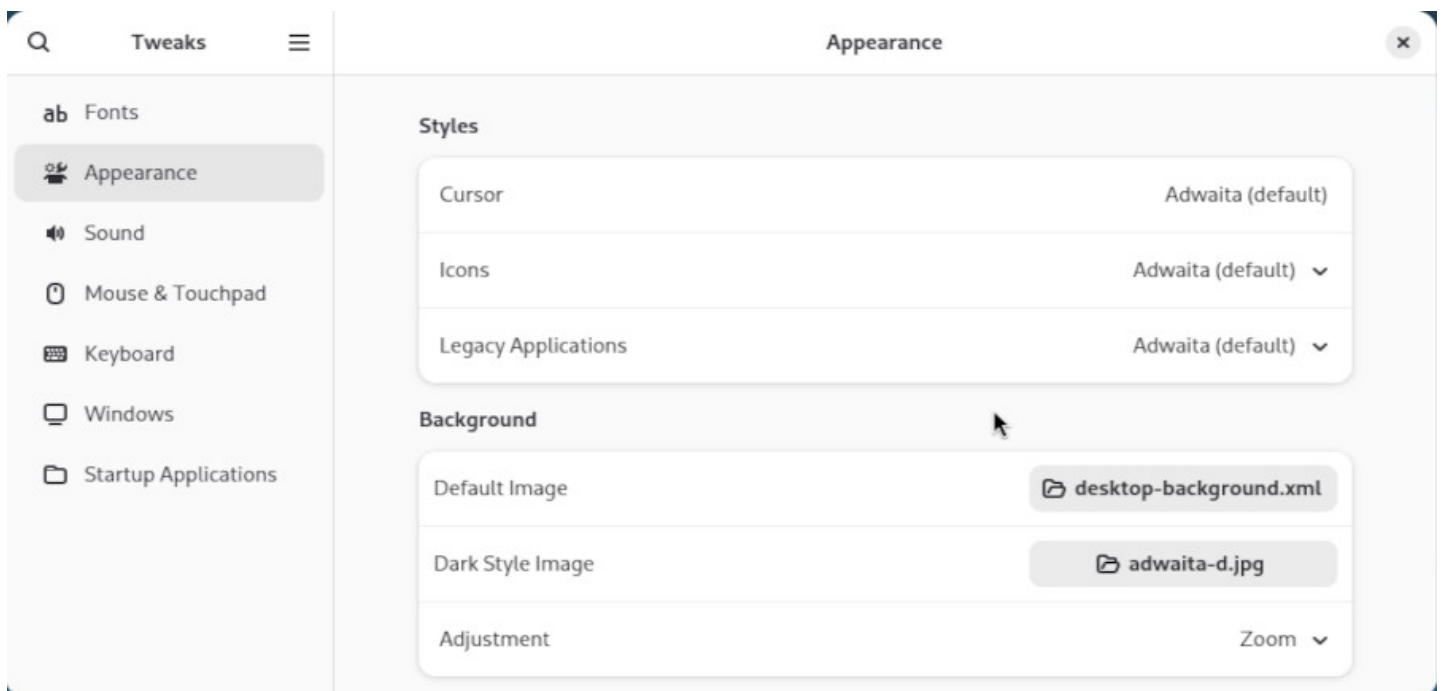 Tweaks
Appearance
ab Fonts
Appearance
Sound
Mouse & Touchpad
Keyboard
Windows
Startup Applications
Styles
Cursor Adwaita (default)
Icons Adwaita (default)
Legacy Applications Adwaita (default)
Background
Default Image desktop-background.xml
Dark Style Image adwaita-d.jpg
Adjustment Zoom